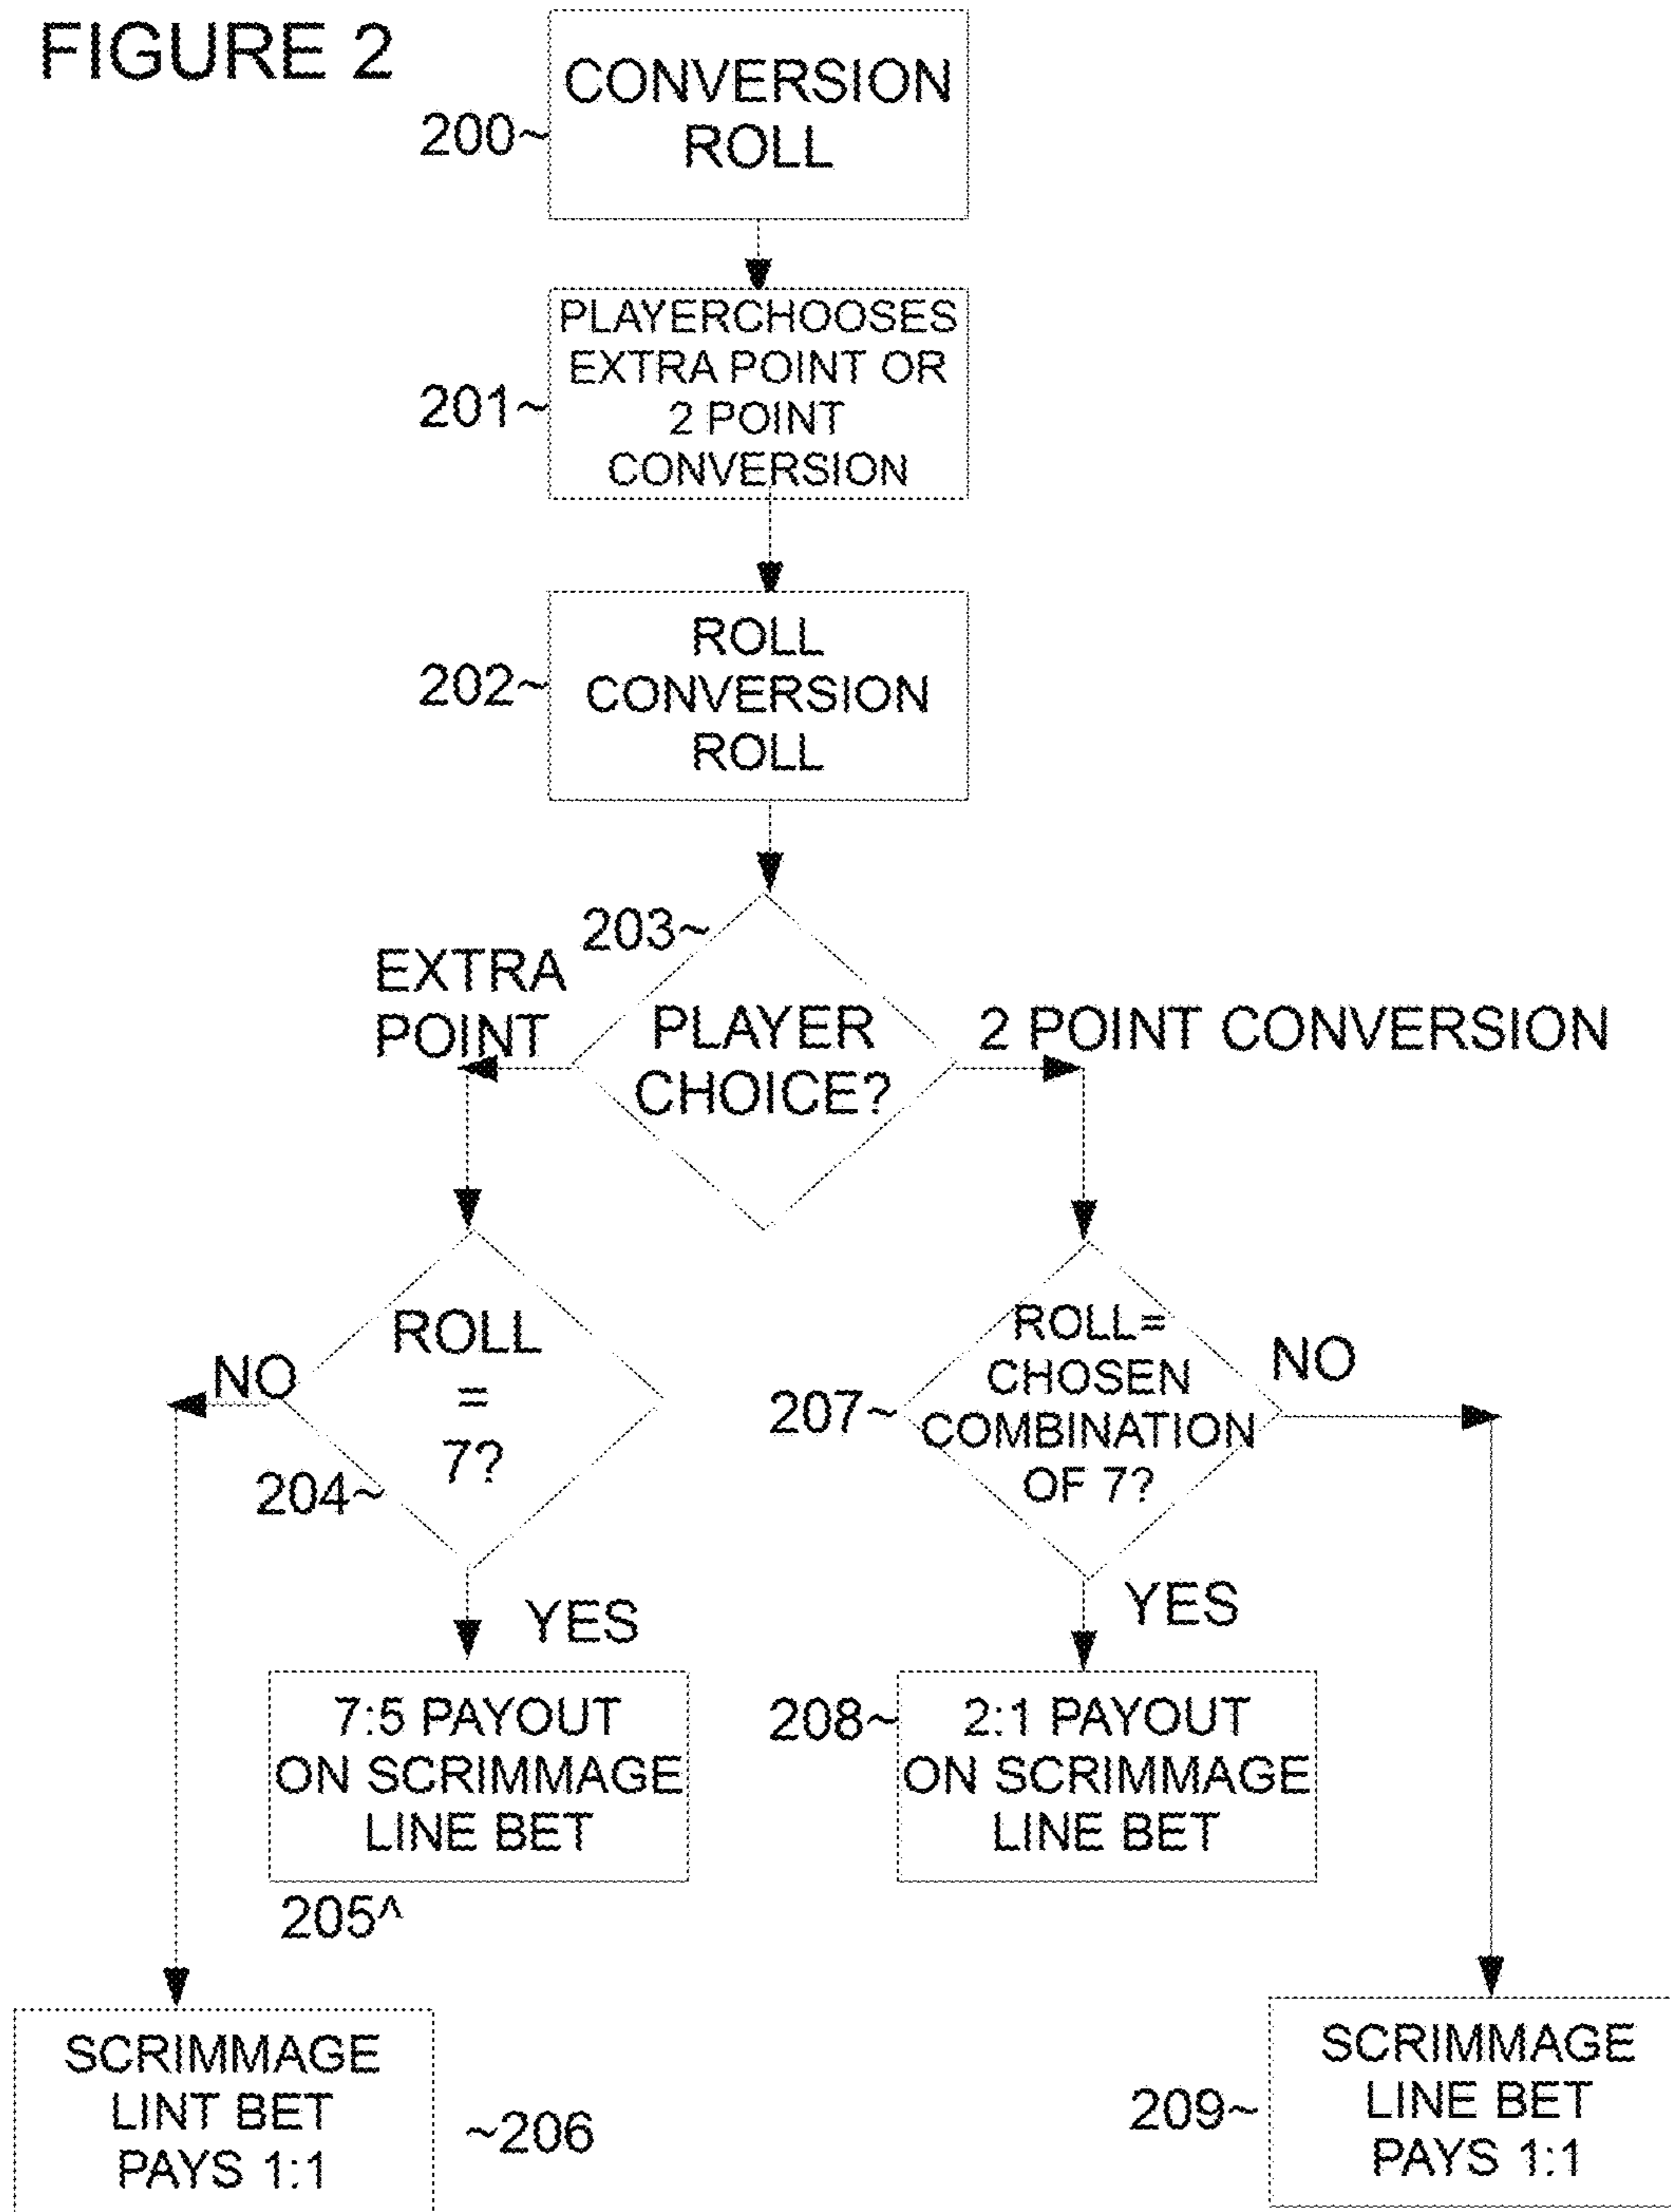 FIGURE 2
CONVERSION
ROLL
200~
PLAYERCHOOSES
EXTRA POINT OR
2 POINT
CONVERSION
201~
ROLL
CONVERSION
ROLL
202~
203~
EXTRA
POINT
PLAYER
CHOICE?
2 POINT CONVERSION
ROLL
=
7?
NO
204~
ROLL=
CHOSEN
COMBINATION
OF 7?
207~
NO
YES
YES
7:5 PAYOUT
ON SCRIMMAGE
LINE BET
205^
208~
2:1 PAYOUT
ON SCRIMMAGE
LINE BET
SCRIMMAGE
LINT BET
PAYS 1:1
~206
209~
SCRIMMAGE
LINE BET
PAYS 1:1